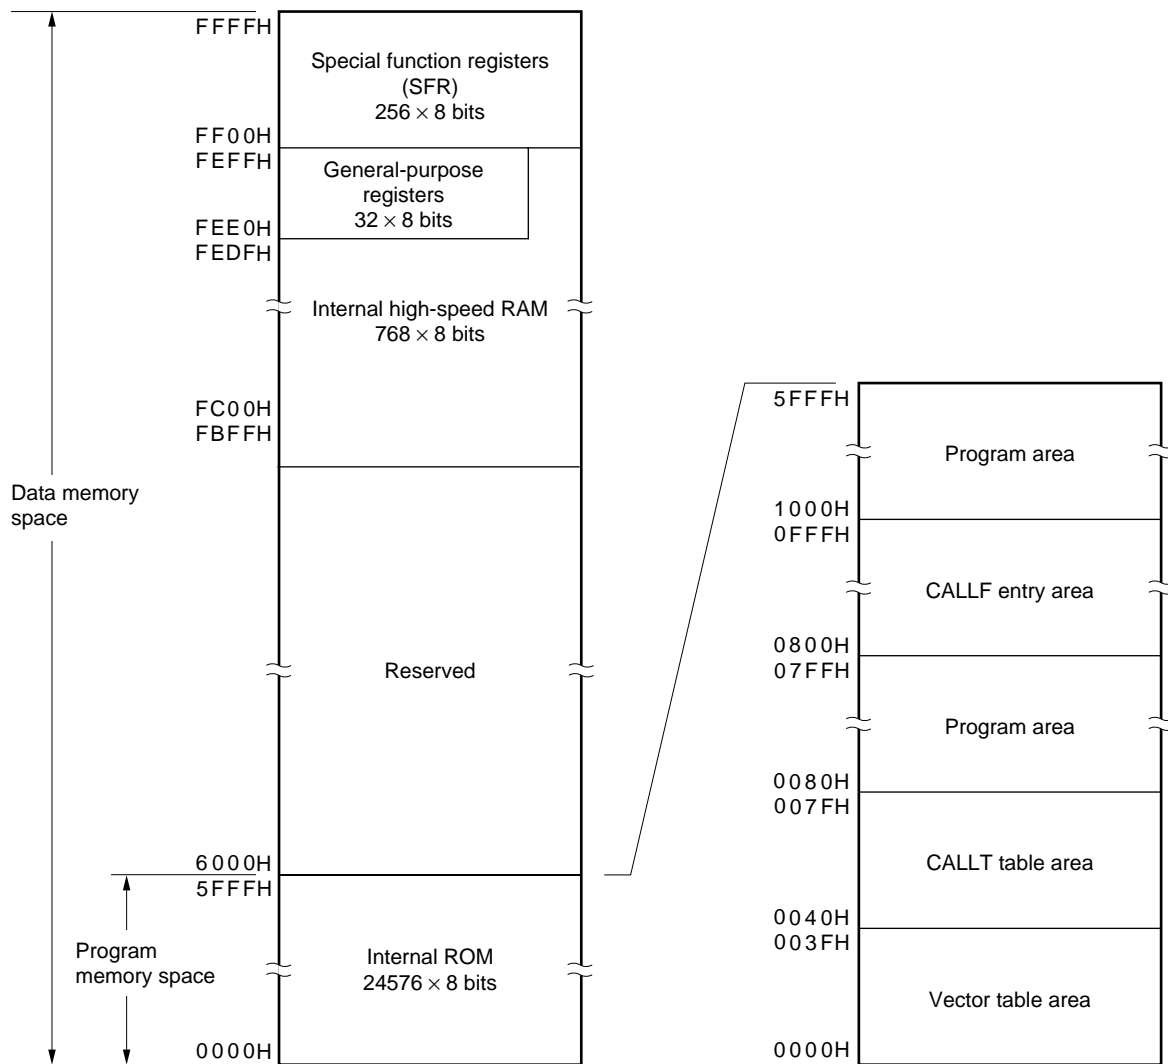 FFFFH
Special function registers
(SFR)
256 × 8 bits
FF00H
FEFFH
General-purpose
registers
32 × 8 bits
FEE0H
FEDFH
Internal high-speed RAM
768 × 8 bits
FC00H
FBFFH
Data memory
space
Reserved
6000H
5FFFH
Program
memory space
Internal ROM
24576 × 8 bits
0000H
5FFFH
Program area
1000H
0FFFH
CALLF entry area
0800H
07FFH
Program area
0080H
007FH
CALLT table area
0040H
003FH
Vector table area
0000H